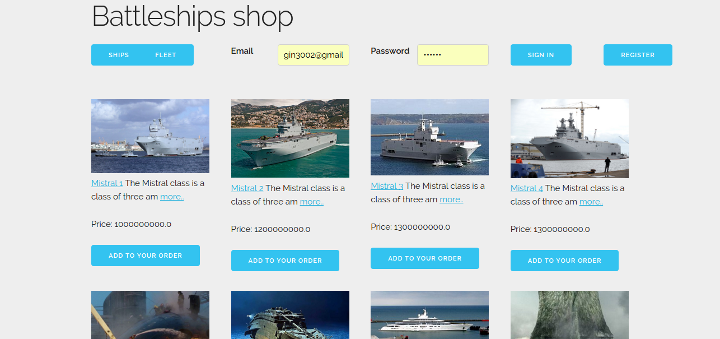 Battleships shop
SHIPS FLEET Email gin3002@gmail Password •••••• SIGN IN REGISTER
Mistral 1 The Mistral class is a
class of three am more..
Price: 1000000000.0
ADD TO YOUR ORDER
Mistral 2 The Mistral class is a
class of three am more..
Price: 1200000000.0
ADD TO YOUR ORDER
Mistral 3 The Mistral class is a
class of three am more..
Price: 1300000000.0
ADD TO YOUR ORDER
Mistral 4 The Mistral class is a
class of three am more..
Price: 1300000000.0
ADD TO YOUR ORDER